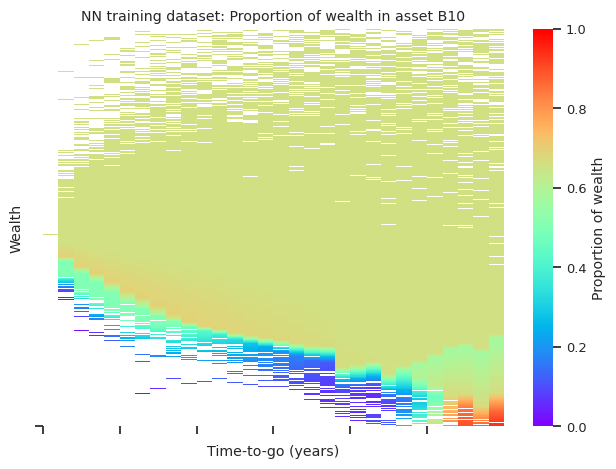 NN training dataset: Proportion of wealth in asset B10
Wealth
Time-to-go (years)
1.0
0.8
0.6
0.4
0.2
0.0
Proportion of wealth